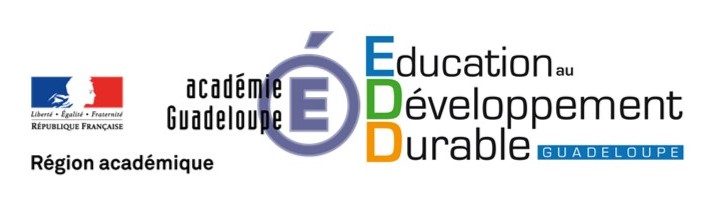 Liberté • Égalité • Fraternité
RÉPUBLIQUE FRANÇAISE
Région académique
académie
Guadeloupe
É
Education au
Développement
Durable GUADELOUPE